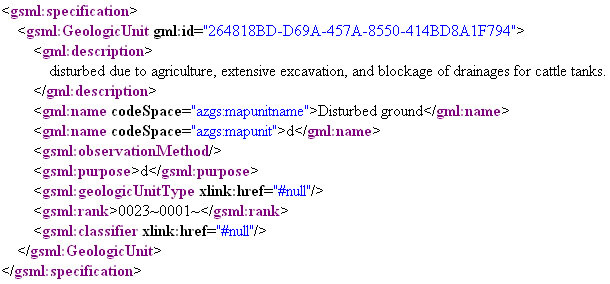 <gsml:specification>
<gsml:GeologicUnit gml:id="264818BD-D69A-457A-8550-414BD8A1F794">
<gml:description>
disturbed due to agriculture, extensive excavation, and blockage of drainages for cattle tanks.
</gml:description>
<gml:name codeSpace="azgs:mapunitname">Disturbed ground</gml:name>
<gml:name codeSpace="azgs:mapunit">d</gml:name>
<gsml:observationMethod/>
<gsml:purpose>d</gsml:purpose>
<gsml:geologicUnitType xlink:href="#null"/>
<gsml:rank>0023~0001~</gsml:rank>
<gsml:classifier xlink:href="#null"/>
</gsml:GeologicUnit>
</gsml:specification>